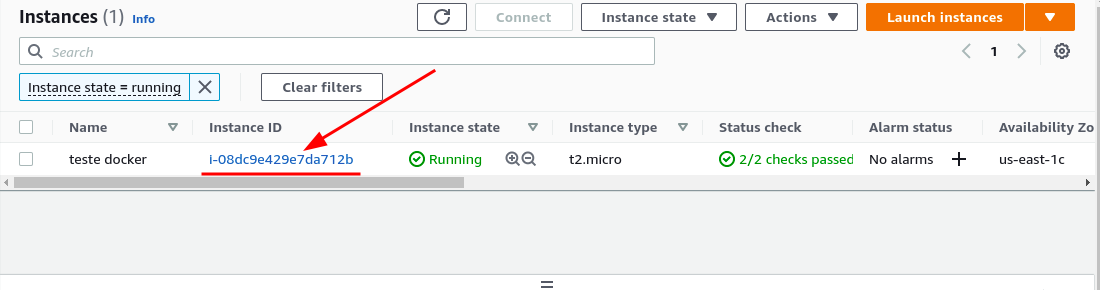 Instances (1) Info Connect Instance state Actions Launch instances
Search 1
Instance state = running Clear filters
Name Instance ID Instance state Instance type Status check Alarm status Availability Zo
teste docker i-08dc9e429e7da712b Running t2.micro 2/2 checks passed No alarms us-east-1c